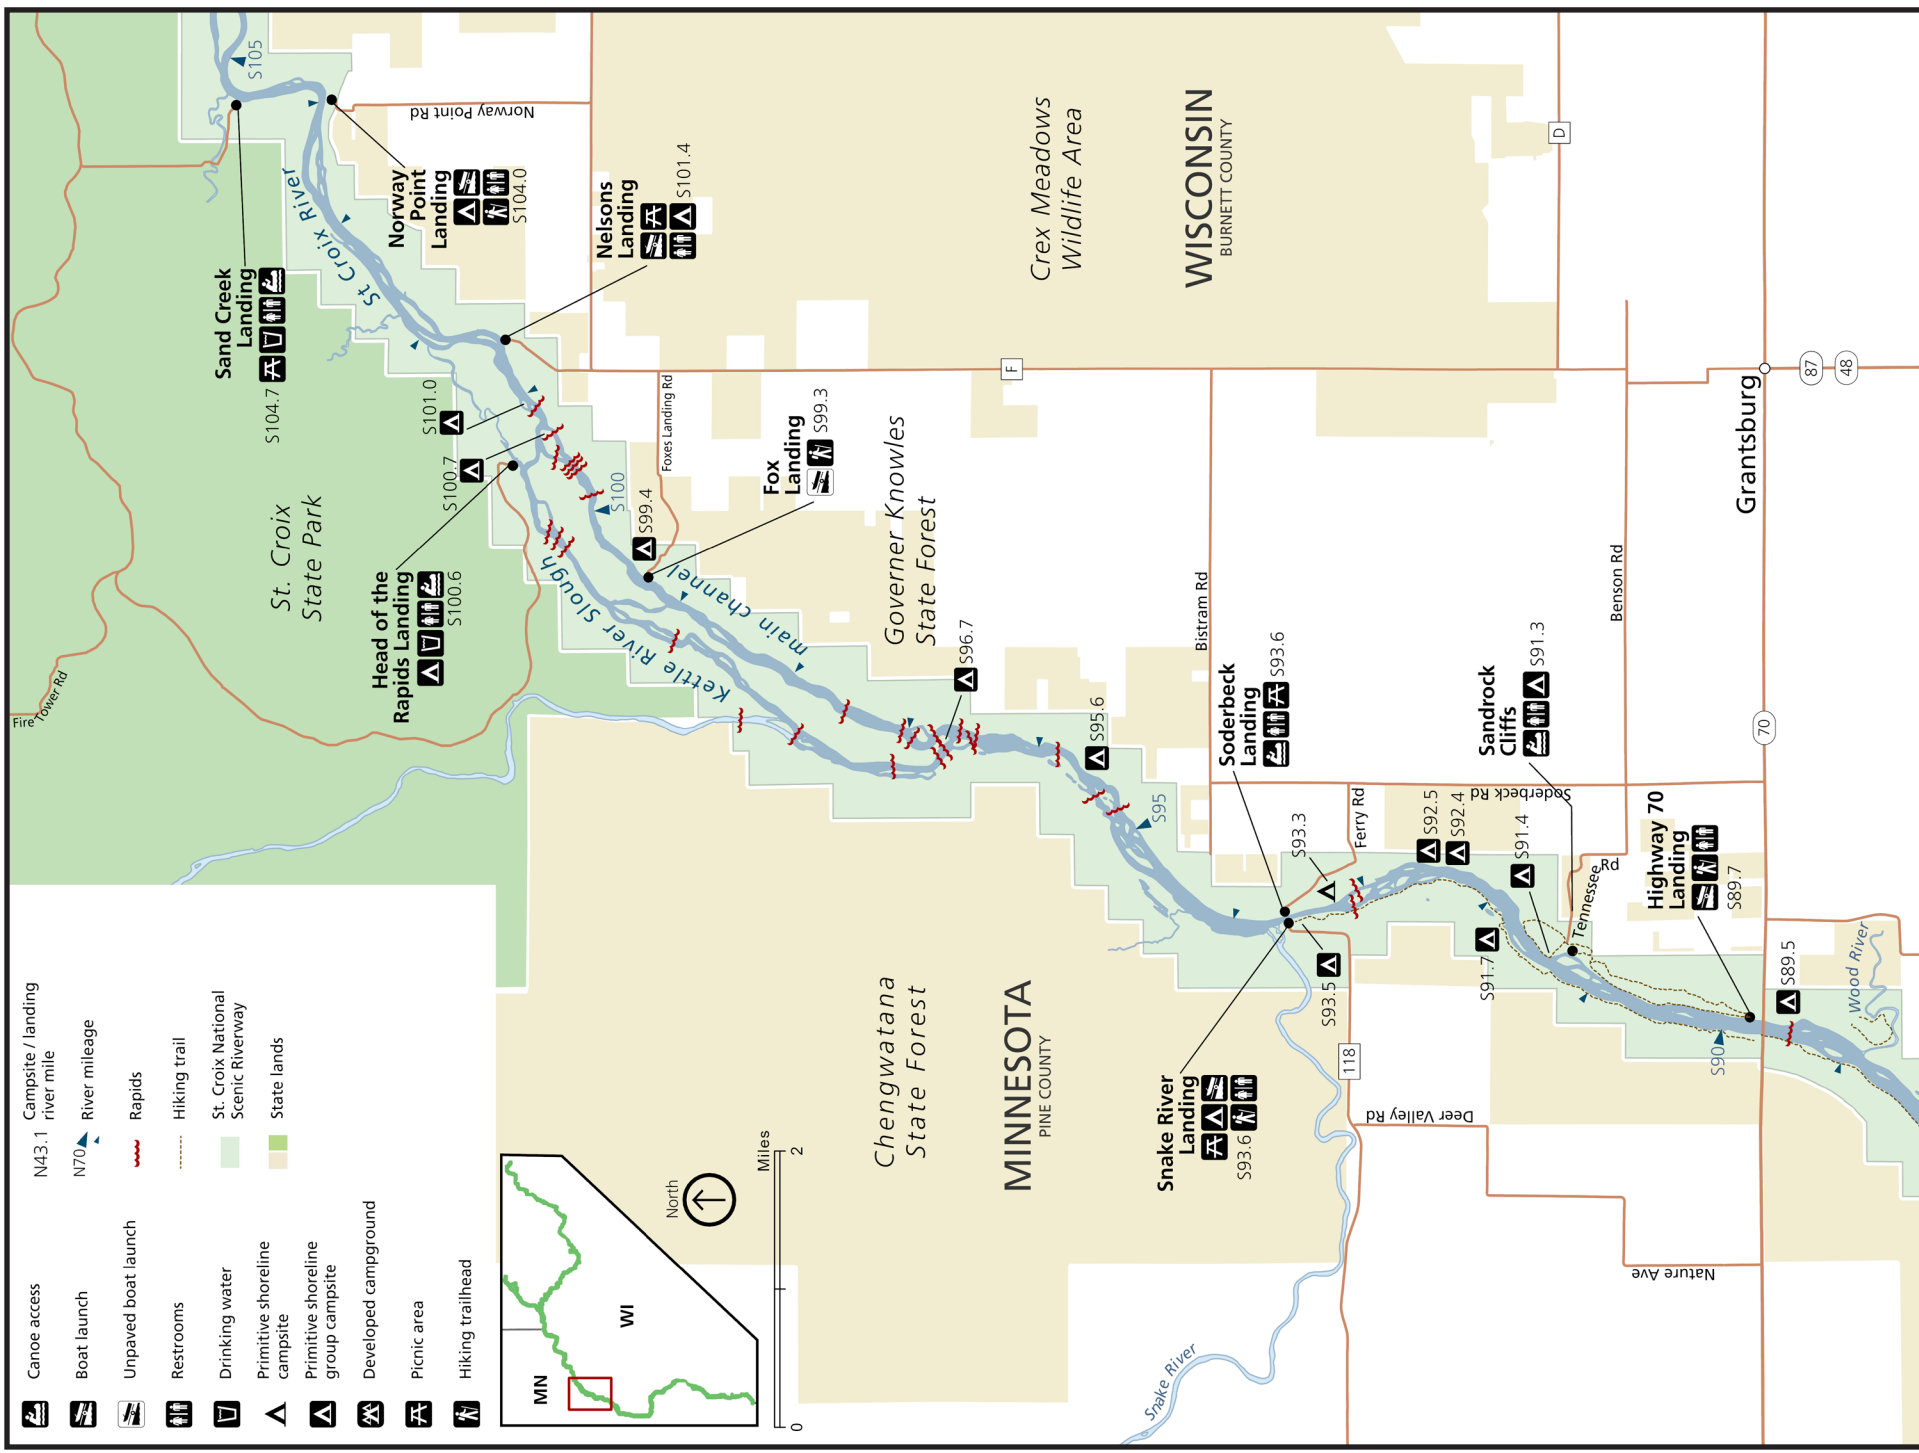 Canoe access
Boat launch
Unpaved boat launch
Restrooms
Drinking water
Primitive shoreline
campsite
Primitive shoreline
group campsite
Developed campground
Picnic area
Hiking trailhead
N43.1
Campsite / landing
river mile
N70
River mileage
Rapids
Hiking trail
St. Croix National
Scenic Riverway
State lands
MN
WI
North
Miles
0
2
Fire Tower Rd
St. Croix
State Park
Sand Creek
Landing
S104.7
S105
St Croix River
Norway Point Rd
Norway
Point
Landing
S104.0
Nelsons
Landing
S101.4
S101.0
S100.7
Head of the
Rapids Landing
S100.6
S100
Foxes Landing Rd
S99.4
Fox
Landing
S99.3
Kettle River Slough
main channel
Governer Knowles
State Forest
Crex Meadows
Wildlife Area
WISCONSIN
BURNETT COUNTY
F
D
S96.7
S95.6
S95
Chengwatana
State Forest
MINNESOTA
PINE COUNTY
Bistram Rd
Soderbeck
Landing
S93.6
Snake River
Landing
S93.6
S93.5
S93.3
Ferry Rd
Soderbeck Rd
S92.5
S92.4
S91.7
S91.4
Sandrock
Cliffs
S91.3
Benson Rd
Tennessee
Rd
Highway 70
Landing
S89.7
S90
S89.5
Wood River
Grantsburg
70
87
48
118
Deer Valley Rd
Nature Ave
Snake River